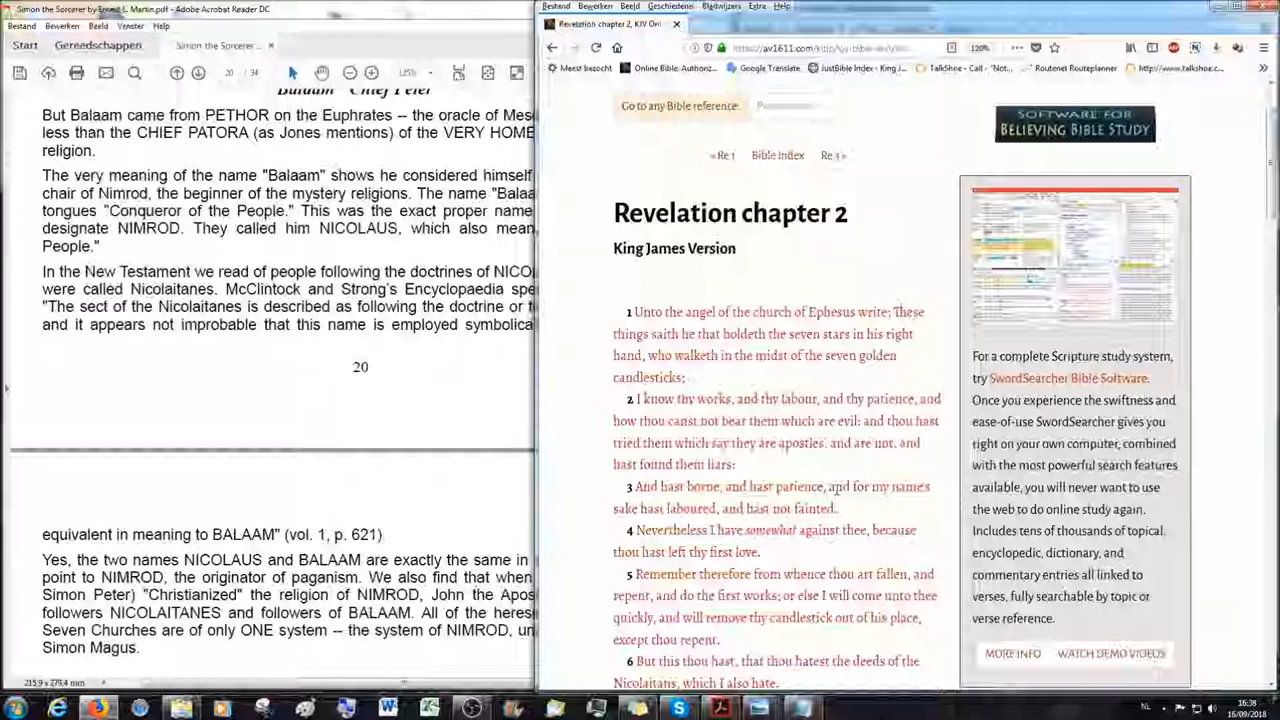 Simon the Sorcerer by Ernest L. Martin.pdf - Adobe Acrobat Reader DC
Bestand Bewerken Beeld Venster Help
Start Gereedschappen Simon the Sorcerer ... ×
20 / 34 125%
Balaam "Chief Peter"
But Balaam came from PETHOR on the Euphrates -- the oracle of Mes
less than the CHIEF PATORA (as Jones mentions) of the VERY HOME
religion.
The very meaning of the name "Balaam" shows he considered himself
chair of Nimrod, the beginner of the mystery religions. The name "Balaa
tongues "Conqueror of the People." This was the exact proper name
designate NIMROD. They called him NICOLAUS, which also mean
People."
In the New Testament we read of people following the doctrines of NICO
were called Nicolaitanes. McClintock and Strong's Encyclopaedia spe
"The sect of the Nicolaitanes is described as following the doctrine or t
and it appears not improbable that this name is employed symbolica
20
equivalent in meaning to BALAAM" (vol. 1, p. 621)
Yes, the two names NICOLAUS and BALAAM are exactly the same in
point to NIMROD, the originator of paganism. We also find that when
Simon Peter) "Christianized" the religion of NIMROD, John the Apos
followers NICOLAITANES and followers of BALAAM. All of the heres
Seven Churches are of only ONE system -- the system of NIMROD, un
Simon Magus.
215,9 x 279,4 mm
Bestand Bewerken Beeld Geschiedenis Bladwijzers Extra Help
Revelation chapter 2, KJV Onl ×
120%
Meest bezocht Online Bible: Authoriz... Google Translate JustBible Index - King J... TalkShoe - Call - "Not... Routenet Routeplanner http://www.talkshoe.c...
Go to any Bible reference:
« Re 1 Bible Index Re 3 »
Revelation chapter 2
King James Version
1 Unto the angel of the church of Ephesus write; These
things saith he that holdeth the seven stars in his right
hand, who walketh in the midst of the seven golden
candlesticks;
2 I know thy works, and thy labour, and thy patience, and
how thou canst not bear them which are evil: and thou hast
tried them which say they are apostles, and are not, and
hast found them liars:
3 And hast borne, and hast patience, and for my name's
sake hast laboured, and hast not fainted.
4 Nevertheless I have somewhat against thee, because
thou hast left thy first love.
5 Remember therefore from whence thou art fallen, and
repent, and do the first works; or else I will come unto thee
quickly, and will remove thy candlestick out of his place,
except thou repent.
6 But this thou hast, that thou hatest the deeds of the
Nicolaitans, which I also hate.
SOFTWARE FOR
BELIEVING BIBLE STUDY
For a complete Scripture study system,
try SwordSearcher Bible Software.
Once you experience the swiftness and
ease-of-use SwordSearcher gives you
right on your own computer, combined
with the most powerful search features
available, you will never want to use
the web to do online study again.
Includes tens of thousands of topical,
encyclopedic, dictionary, and
commentary entries all linked to
verses, fully searchable by topic or
verse reference.
MORE INFO WATCH DEMO VIDEOS
NL 16:38
16/09/2018